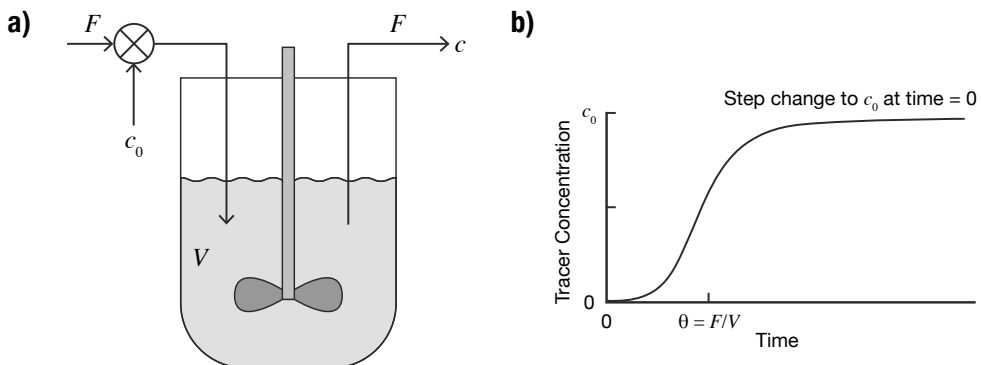 a)
F
F
c
c0
V
b)
Step change to c0 at time = 0
c0
Tracer Concentration
0
0
θ = F/V
Time